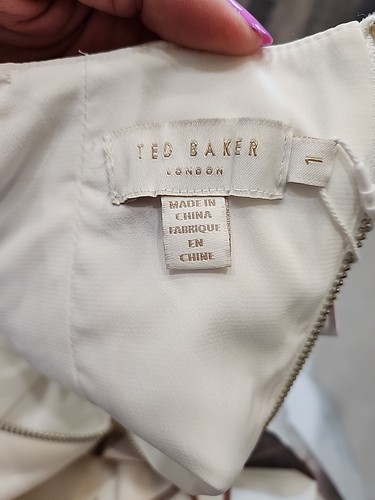 TED BAKER
LONDON
1
MADE IN
CHINA
FABRIQUE
EN
CHINE